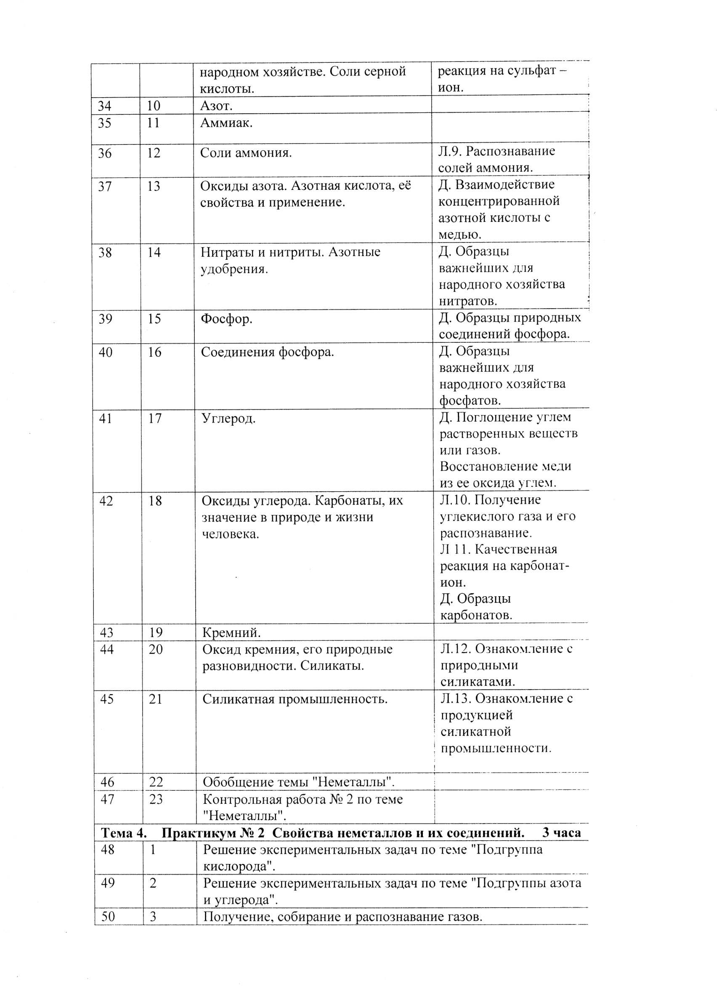 народном хозяйстве. Соли серной
кислоты.
реакция на сульфат –
ион.
34 10 Азот.
35 11 Аммиак.
36 12 Соли аммония.
Л.9. Распознавание
солей аммония.
37 13 Оксиды азота. Азотная кислота, её
свойства и применение.
Д. Взаимодействие
концентрированной
азотной кислоты с
медью.
38 14 Нитраты и нитриты. Азотные
удобрения.
Д. Образцы
важнейших для
народного хозяйства
нитратов.
39 15 Фосфор.
Д. Образцы природных
соединений фосфора.
40 16 Соединения фосфора.
Д. Образцы
важнейших для
народного хозяйства
фосфатов.
41 17 Углерод.
Д. Поглощение углем
растворенных веществ
или газов.
Восстановление меди
из ее оксида углем.
42 18 Оксиды углерода. Карбонаты, их
значение в природе и жизни
человека.
Л.10. Получение
углекислого газа и его
распознавание.
Л 11. Качественная
реакция на карбонат-
ион.
Д. Образцы
карбонатов.
43 19 Кремний.
44 20 Оксид кремния, его природные
разновидности. Силикаты.
Л.12. Ознакомление с
природными
силикатами.
45 21 Силикатная промышленность.
Л.13. Ознакомление с
продукцией
силикатной
промышленности.
46 22 Обобщение темы "Неметаллы".
47 23 Контрольная работа № 2 по теме
"Неметаллы".
Тема 4. Практикум № 2 Свойства неметаллов и их соединений. 3 часа
48 1 Решение экспериментальных задач по теме "Подгруппа
кислорода".
49 2 Решение экспериментальных задач по теме "Подгруппы азота
и углерода".
50 3 Получение, собирание и распознавание газов.